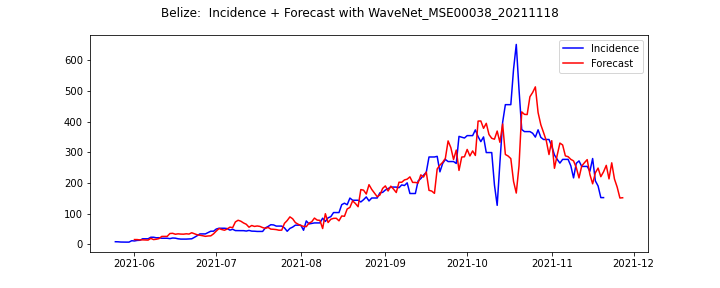 Belize:  Incidence + Forecast with WaveNet_MSE00038_20211118
Incidence
Forecast
600
500
400
300
200
100
0
2021-06 2021-07 2021-08 2021-09 2021-10 2021-11 2021-12